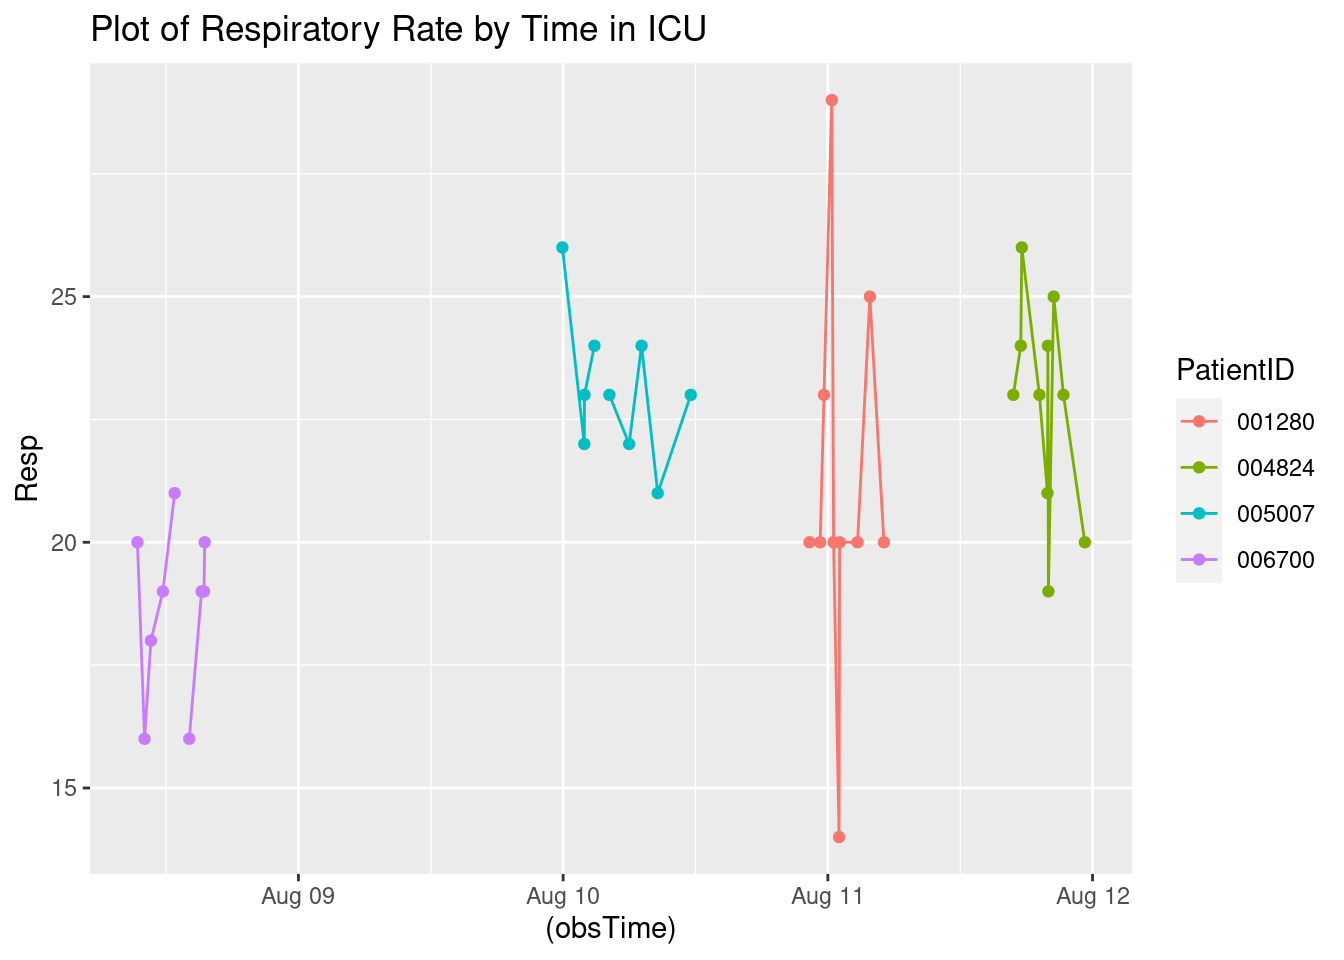 Plot of Respiratory Rate by Time in ICU
Resp
25
20
15
Aug 09
Aug 10
Aug 11
Aug 12
(obsTime)
PatientID
001280
004824
005007
006700